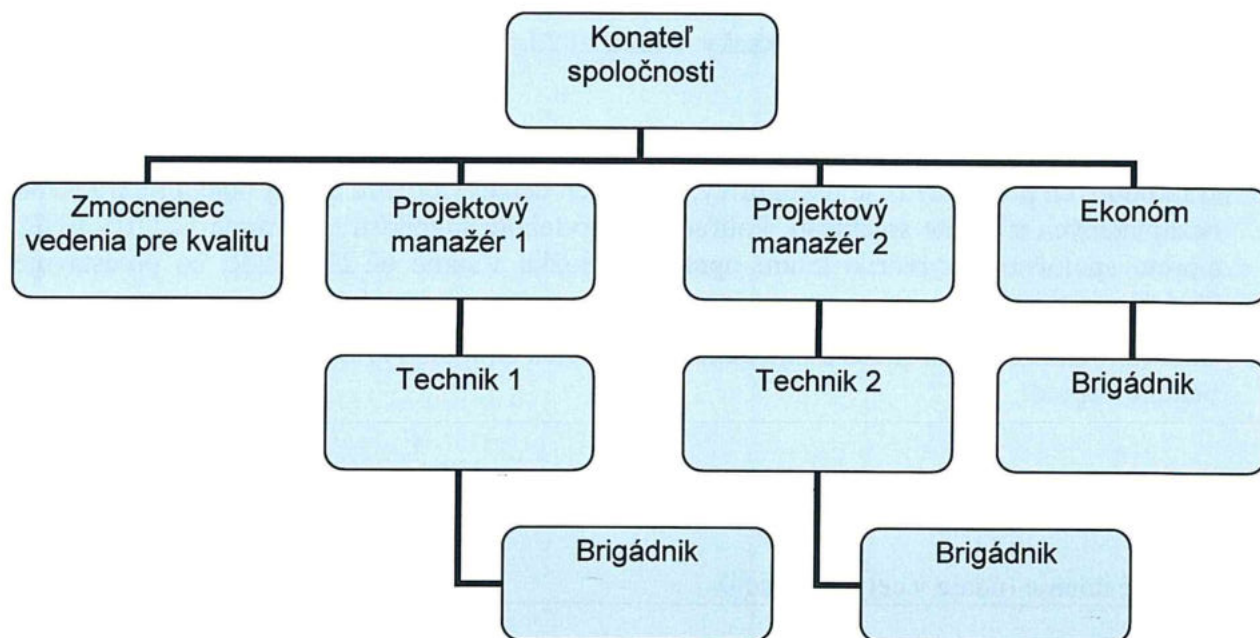 Konateľ
spoločnosti
Zmocnenec
vedenia pre kvalitu
Projektový
manažér 1
Projektový
manažér 2
Ekonóm
Technik 1
Technik 2
Brigádnik
Brigádnik
Brigádnik